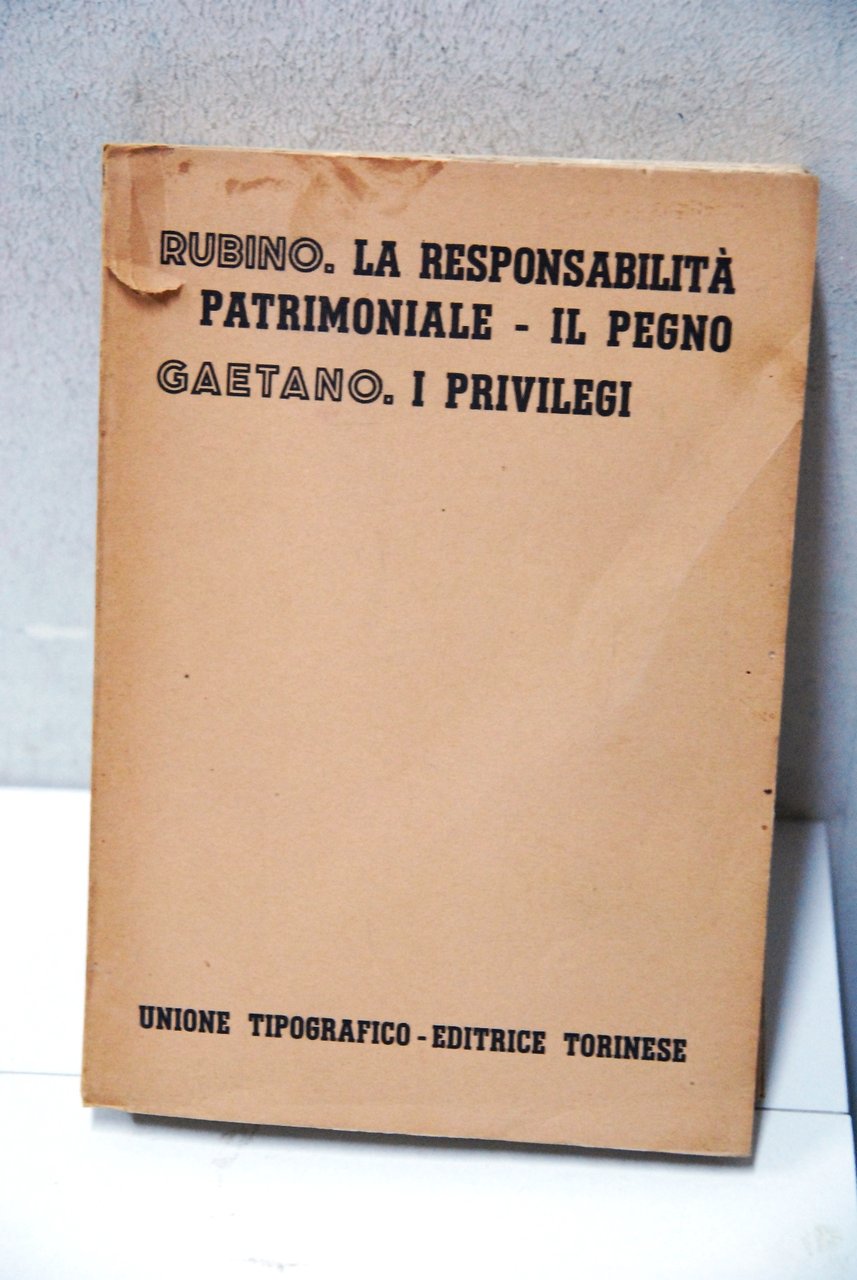 RUBINO. LA RESPONSABILITÀ
PATRIMONIALE - IL PEGNO
GAETANO. I PRIVILEGI
UNIONE TIPOGRAFICO-EDITRICE TORINESE